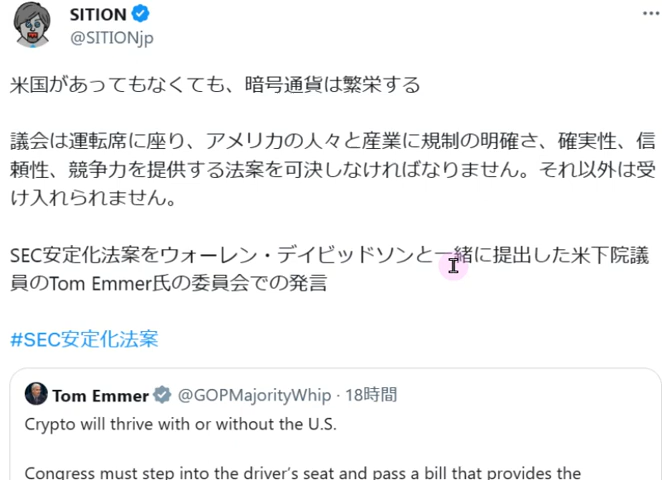 SITION
@SITIONjp
米国があってもなくても、暗号通貨は繁栄する
議会は運転席に座り、アメリカの人々と産業に規制の明確さ、確実性、信
頼性、競争力を提供する法案を可決しなければなりません。それ以外は受
け入れられません。
SEC安定化法案をウォーレン・デイビッドソンと一緒に提出した米下院議
員のTom Emmer氏の委員会での発言
#SEC安定化法案
Tom Emmer @GOPMajorityWhip · 18時間
Crypto will thrive with or without the U.S.
Congress must step into the driver's seat and pass a bill that provides the